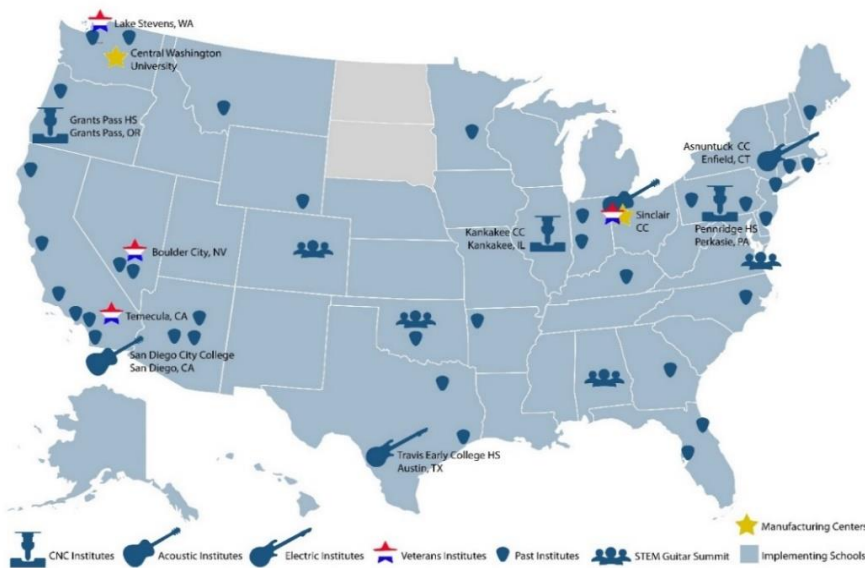 Lake Stevens, WA
Central Washington
University
Grants Pass HS
Grants Pass, OR
Asnuntuck CC
Enfield, CT
Kankakee CC
Kankakee, IL
Sinclair
CC
Pennridge HS
Perkasie, PA
Boulder City, NV
Temecula, CA
San Diego City College
San Diego, CA
Travis Early College HS
Austin, TX
Manufacturing Centers
CNC Institutes
Acoustic Institutes
Electric Institutes
Veterans Institutes
Past Institutes
STEM Guitar Summit
Implementing Schools